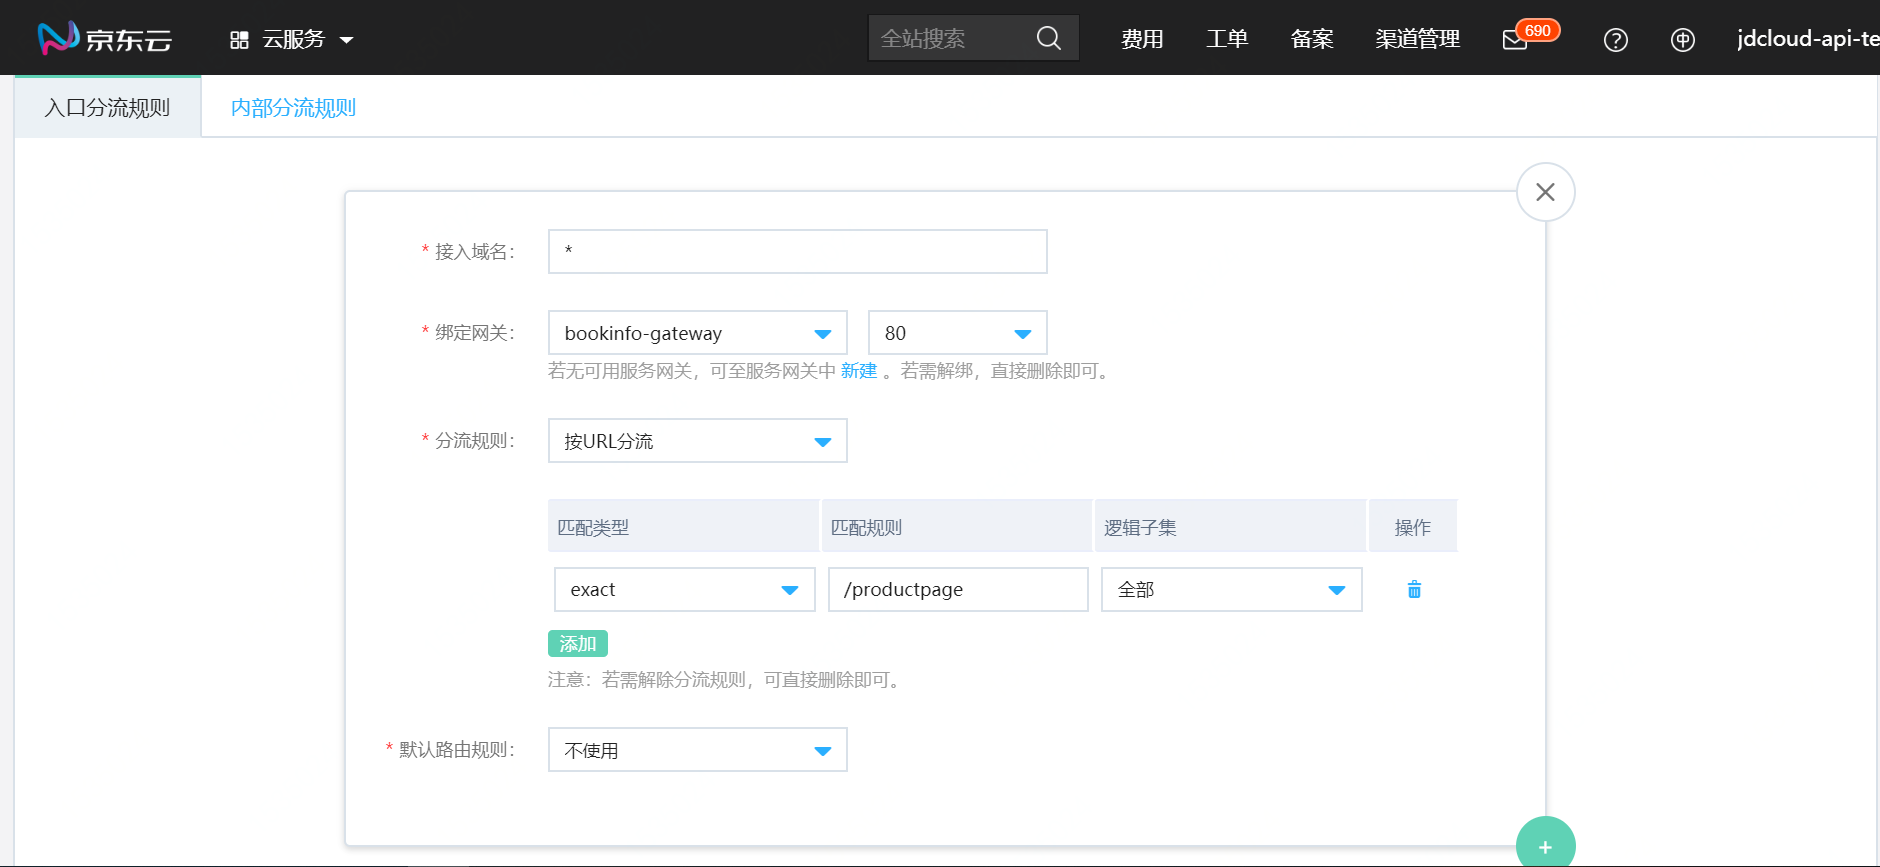 京东云 云服务 全站搜索 费用 工单 备案 渠道管理 690 jdcloud-api-te
入口分流规则 内部分流规则
* 接入域名： *
* 绑定网关： bookinfo-gateway 80
若无可用服务网关，可至服务网关中 新建 。若需解绑，直接删除即可。
* 分流规则： 按URL分流
匹配类型 匹配规则 逻辑子集 操作
exact /productpage 全部
添加
注意：若需解除分流规则，可直接删除即可。
* 默认路由规则： 不使用